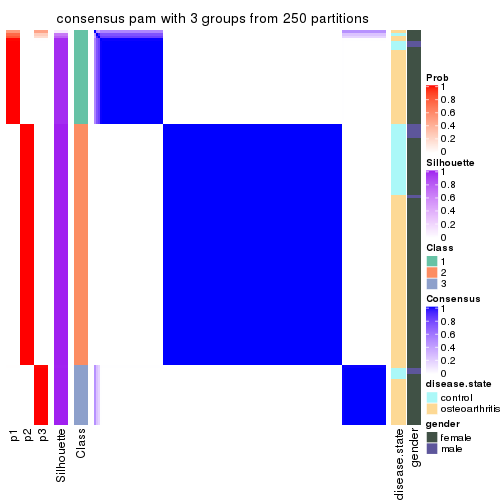 consensus pam with 3 groups from 250 partitions
Prob
1
0.8
0.6
0.4
0.2
0
Silhouette
1
0.8
0.6
0.4
0.2
0
Class
1
2
3
Consensus
1
0.8
0.6
0.4
0.2
0
disease.state
control
osteoarthritis
gender
female
male
p1
p2
p3
Silhouette
Class
disease.state
gender